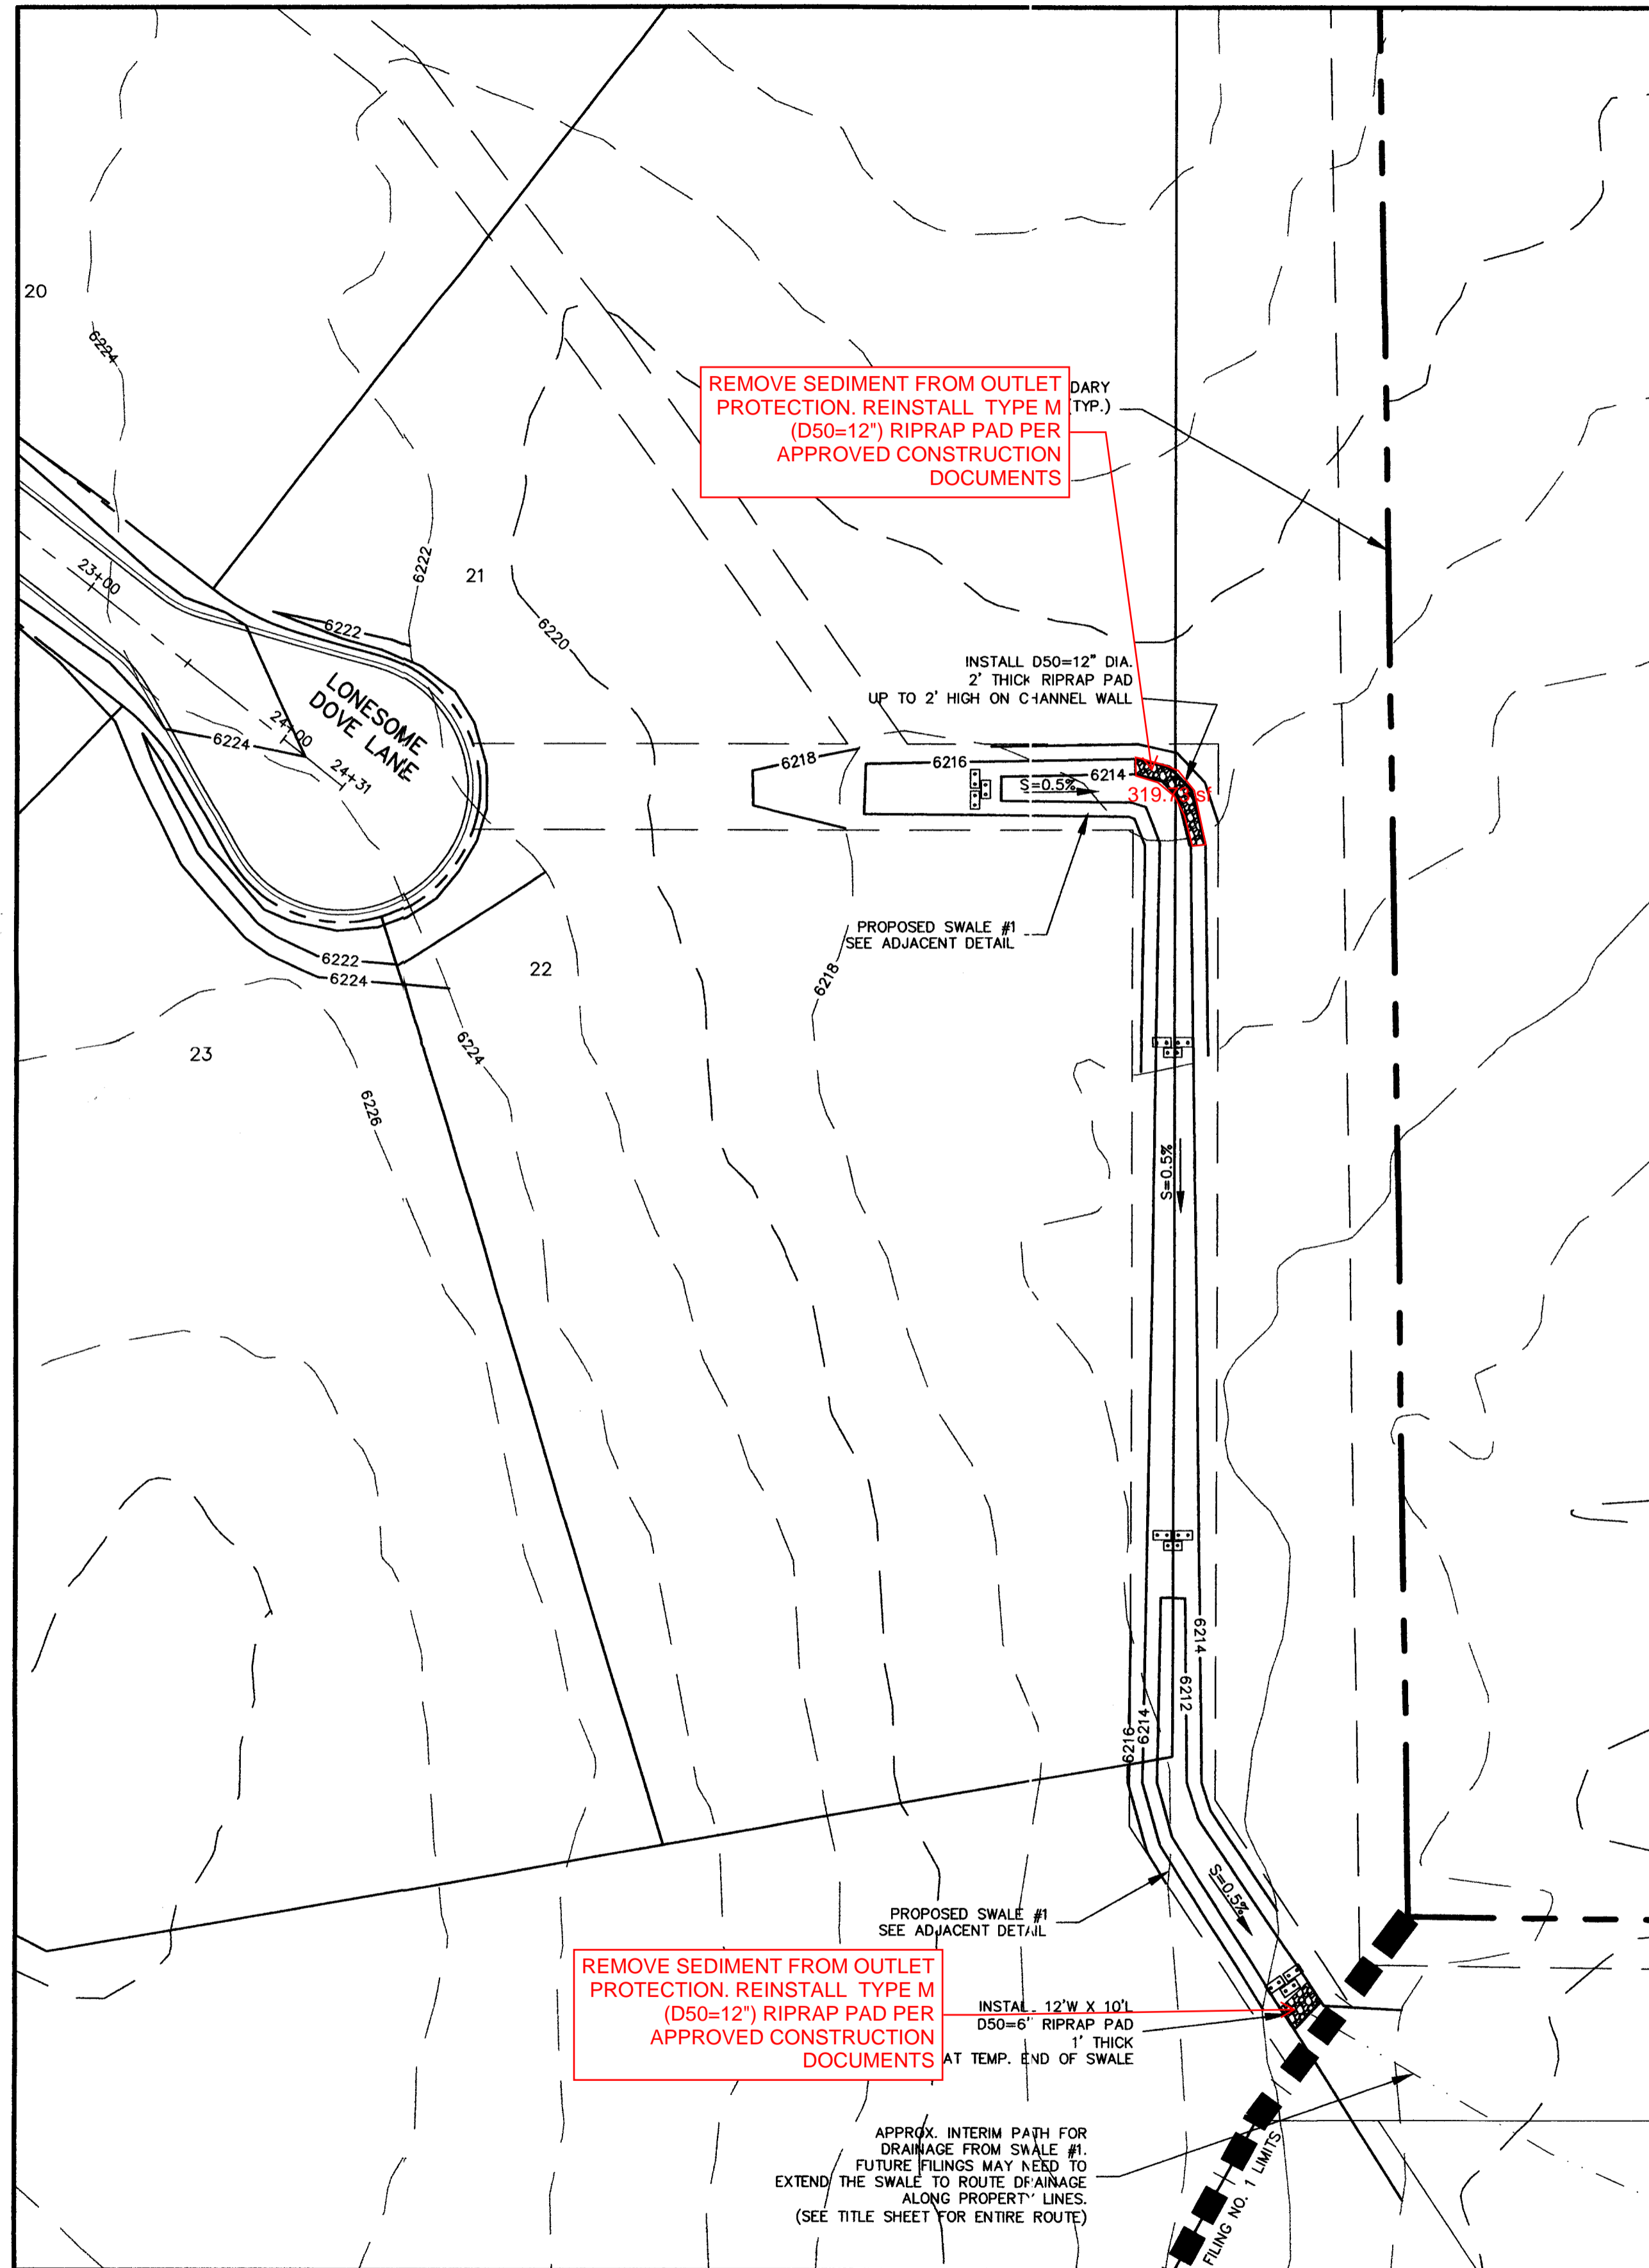 20
6224
REMOVE SEDIMENT FROM OUTLET
PROTECTION. REINSTALL TYPE M
(D50=12") RIPRAP PAD PER
APPROVED CONSTRUCTION
DOCUMENTS
DARY
TYP.)
23+00
6222
21
6222
6220
LONESOME
DOVE LANE
24+00
24+31
6224
INSTALL D50=12" DIA.
2' THICK RIPRAP PAD
UP TO 2' HIGH ON CHANNEL WALL
6218
6216
6214
S=0.5%
sf
PROPOSED SWALE #1
SEE ADJACENT DETAIL
6222
6224
22
6218
23
6224
6226
S=0.5%
6214
6212
6216
6214
S=0.5%
PROPOSED SWALE #1
SEE ADJACENT DETAIL
REMOVE SEDIMENT FROM OUTLET
PROTECTION. REINSTALL TYPE M
(D50=12") RIPRAP PAD PER
APPROVED CONSTRUCTION
DOCUMENTS
INSTAL 12'W X 10'L
D50=6" RIPRAP PAD
1' THICK
AT TEMP. END OF SWALE
APPROX. INTERIM PATH FOR
DRAINAGE FROM SWALE #1.
FUTURE FILINGS MAY NEED TO
EXTEND THE SWALE TO ROUTE DRAINAGE
ALONG PROPERTY LINES.
(SEE TITLE SHEET FOR ENTIRE ROUTE)
FILING NO. 1 LIMITS